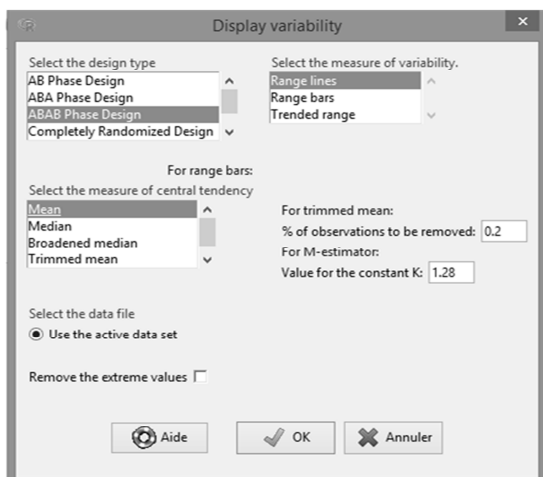 Display variability
Select the design type
AB Phase Design
ABA Phase Design
ABAB Phase Design
Completely Randomized Design
Select the measure of variability.
Range lines
Range bars
Trended range
For range bars:
Select the measure of central tendency
Mean
Median
Broadened median
Trimmed mean
For trimmed mean:
% of observations to be removed: 0.2
For M-estimator:
Value for the constant K: 1.28
Select the data file
Use the active data set
Remove the extreme values
Aide
OK
Annuler